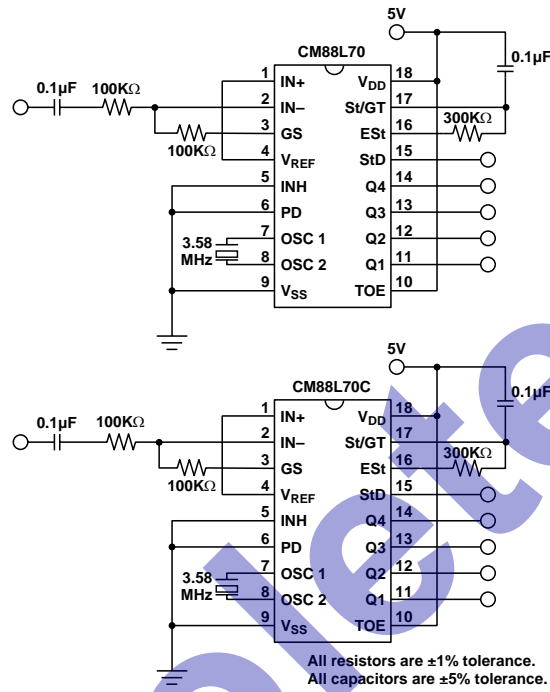 5V
CM88L70
0.1µF
0.1µF 100KΩ
1 IN+ VDD 18
2 IN– St/GT 17
3 GS ESt 16
300KΩ
100KΩ
4 VREF StD 15
5 INH Q4 14
6 PD Q3 13
7 OSC 1 Q2 12
3.58
MHz
8 OSC 2 Q1 11
9 VSS TOE 10
5V
CM88L70C
0.1µF
0.1µF 100KΩ
1 IN+ VDD 18
2 IN– St/GT 17
3 GS ESt 16
300KΩ
100KΩ
4 VREF StD 15
5 INH Q4 14
6 PD Q3 13
7 OSC 1 Q2 12
3.58
MHz
8 OSC 2 Q1 11
9 VSS TOE 10
All resistors are ±1% tolerance.
All capacitors are ±5% tolerance.
olete